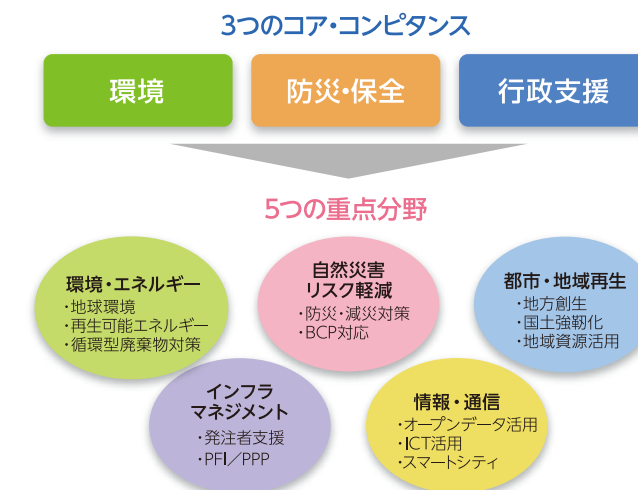 3つのコア・コンピタンス
環境
防災・保全
行政支援
5つの重点分野
環境・エネルギー
・地球環境
・再生可能エネルギー
・循環型廃棄物対策
自然災害
リスク軽減
・防災・減災対策
・BCP対応
都市・地域再生
・地方創生
・国土強靭化
・地域資源活用
インフラ
マネジメント
・発注者支援
・PFI／PPP
情報・通信
・オープンデータ活用
・ICT活用
・スマートシティ